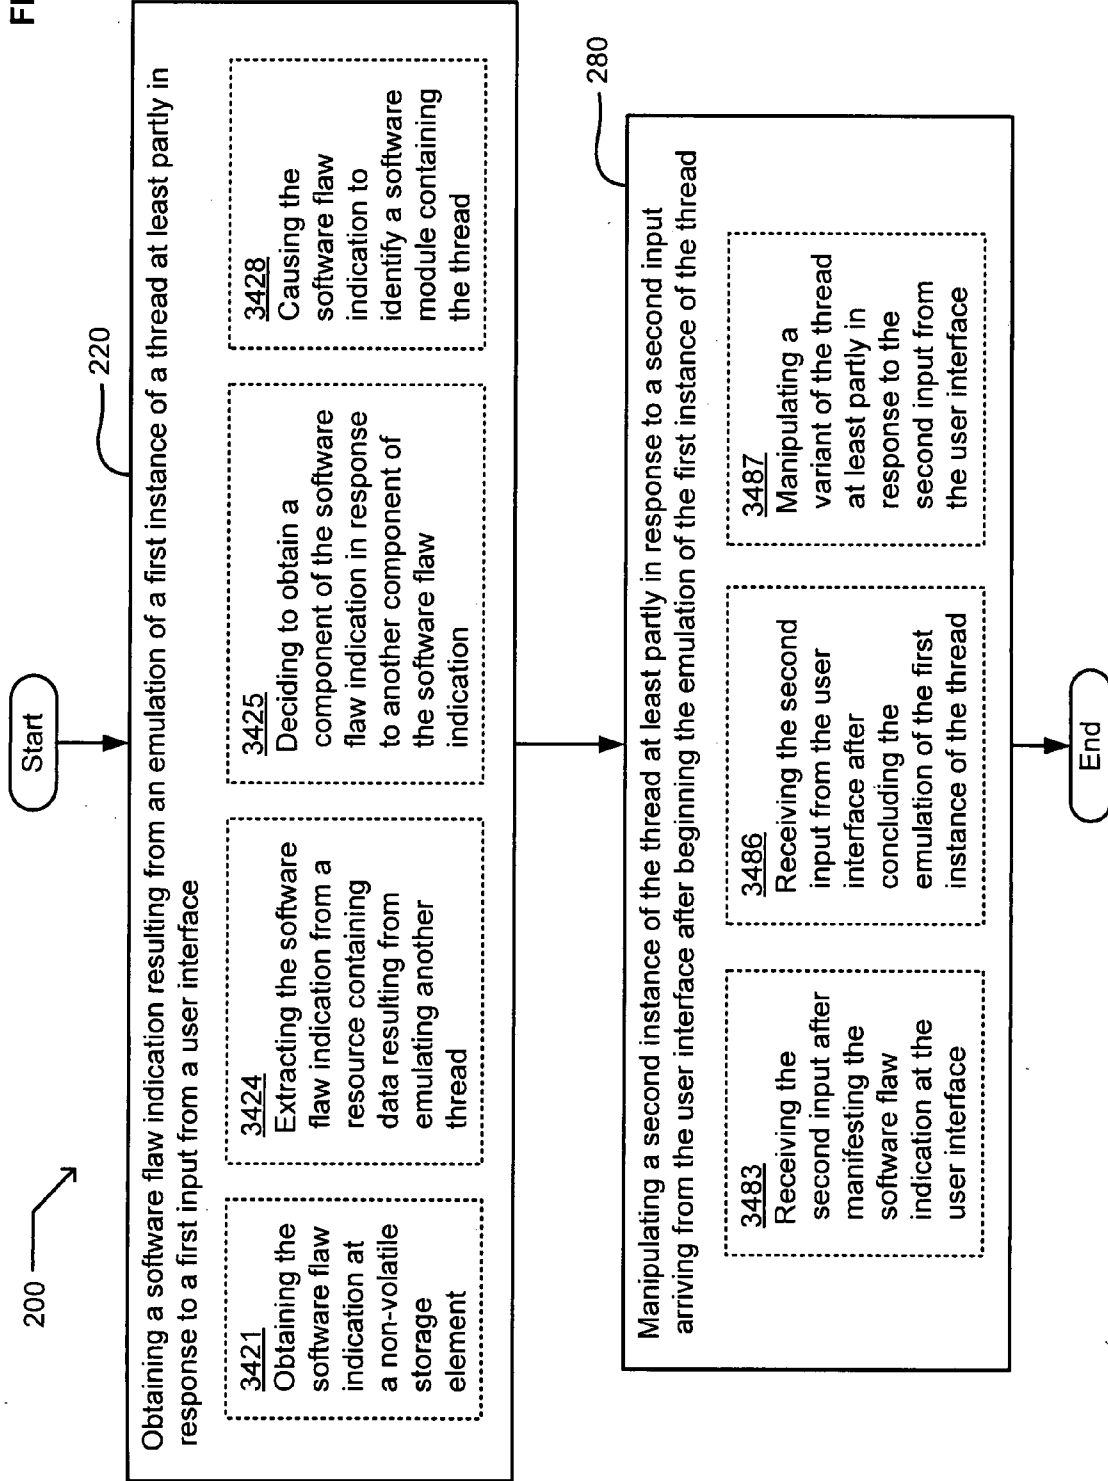 FI
200
Start
220
Obtaining a software flaw indication resulting from an emulation of a first instance of a thread at least partly in
response to a first input from a user interface
3421
Obtaining the
software flaw
indication at
a non-volatile
storage
element
3424
Extracting the software
flaw indication from a
resource containing
data resulting from
emulating another
thread
3425
Deciding to obtain a
component of the software
flaw indication in response
to another component of
the software flaw
indication
3428
Causing the
software flaw
indication to
identify a software
module containing
the thread
280
Manipulating a second instance of the thread at least partly in response to a second input
arriving from the user interface after beginning the emulation of the first instance of the thread
3483
Receiving the
second input after
manifesting the
software flaw
indication at the
user interface
3486
Receiving the second
input from the user
interface after
concluding the
emulation of the first
instance of the thread
3487
Manipulating a
variant of the thread
at least partly in
response to the
second input from
the user interface
End